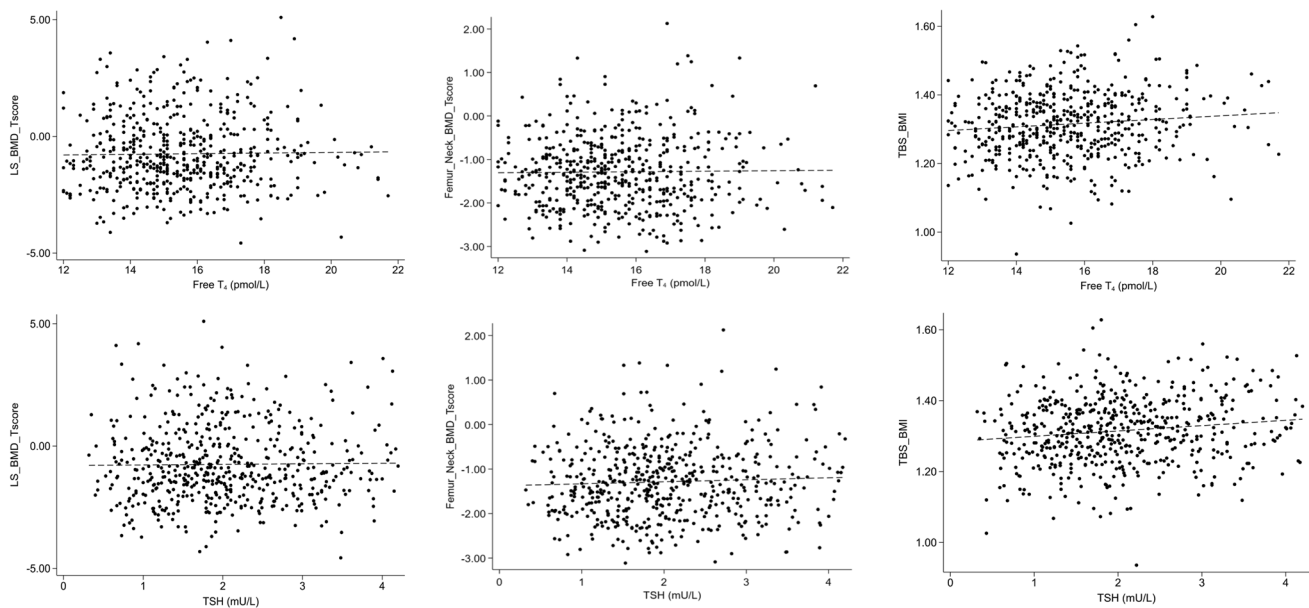 5.00
0.00
-5.00
LS_BMD_Tscore
12 14 16 18 20 22
Free T₄ (pmol/L)
2.00
1.00
0.00
-1.00
-2.00
-3.00
Femur_Neck_BMD_Tscore
12 14 16 18 20 22
Free T₄ (pmol/L)
1.60
1.40
1.20
1.00
TBS_BMI
12 14 16 18 20 22
Free T₄ (pmol/L)
5.00
0.00
-5.00
LS_BMD_Tscore
0 1 2 3 4
TSH (mU/L)
2.00
1.00
0.00
-1.00
-2.00
-3.00
Femur_Neck_BMD_Tscore
0 1 2 3 4
TSH (mU/L)
1.60
1.40
1.20
1.00
TBS_BMI
0 1 2 3 4
TSH (mU/L)